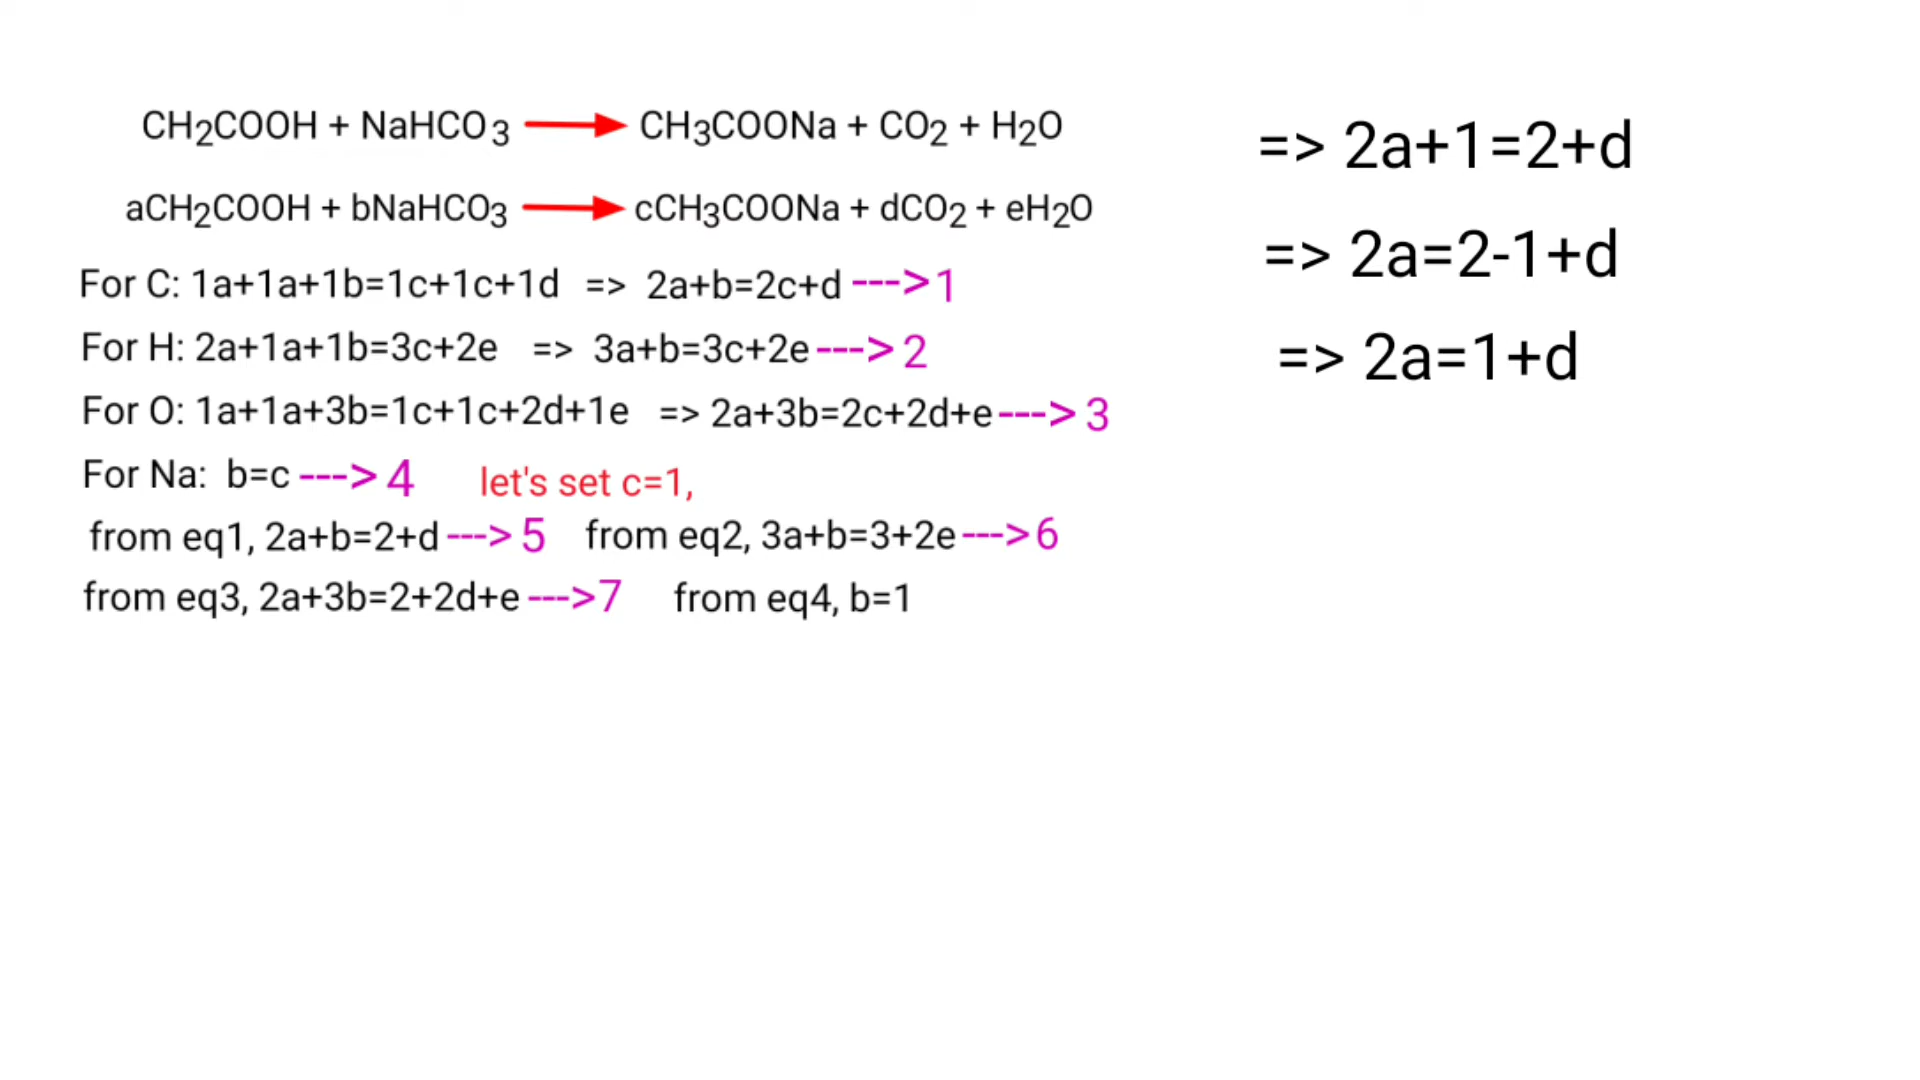 CH2COOH + NaHCO3 → CH3COONa + CO2 + H2O
aCH2COOH + bNaHCO3 → cCH3COONa + dCO2 + eH2O
For C: 1a+1a+1b=1c+1c+1d => 2a+b=2c+d --->1
For H: 2a+1a+1b=3c+2e => 3a+b=3c+2e ---> 2
For O: 1a+1a+3b=1c+1c+2d+1e => 2a+3b=2c+2d+e ---> 3
For Na: b=c ---> 4 let's set c=1,
from eq1, 2a+b=2+d ---> 5 from eq2, 3a+b=3+2e --->6
from eq3, 2a+3b=2+2d+e --->7 from eq4, b=1
=> 2a+1=2+d
=> 2a=2-1+d
=> 2a=1+d